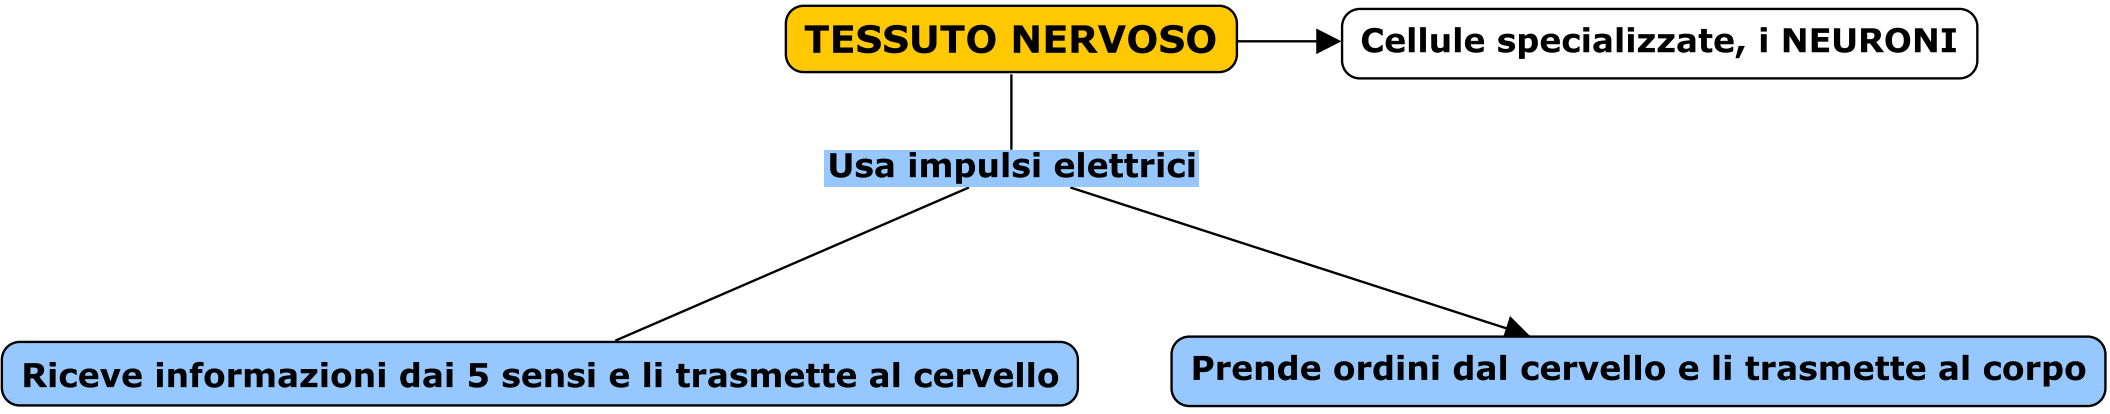 TESSUTO NERVOSO
Cellule specializzate, i NEURONI
Usa impulsi elettrici
Riceve informazioni dai 5 sensi e li trasmette al cervello
Prende ordini dal cervello e li trasmette al corpo